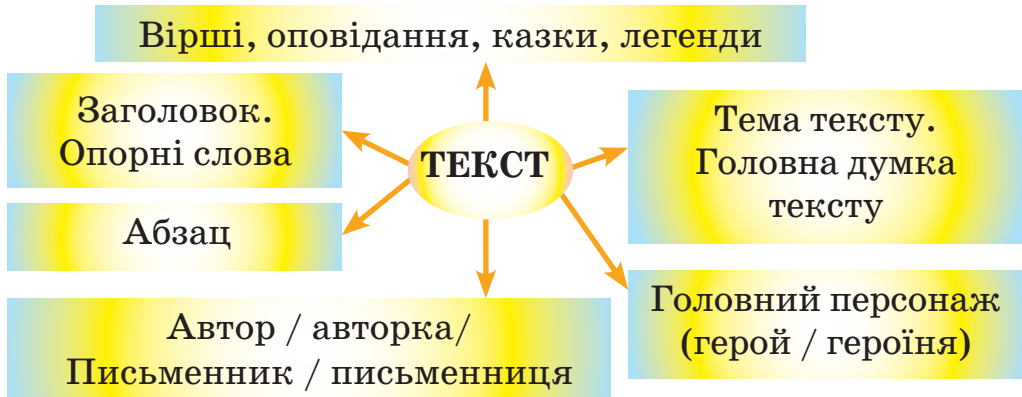 Вірші, оповідання, казки, легенди
Заголовок.
Опорні слова
ТЕКСТ
Тема тексту.
Головна думка
тексту
Абзац
Автор / авторка/
Письменник / письменниця
Головний персонаж
(герой / героїня)